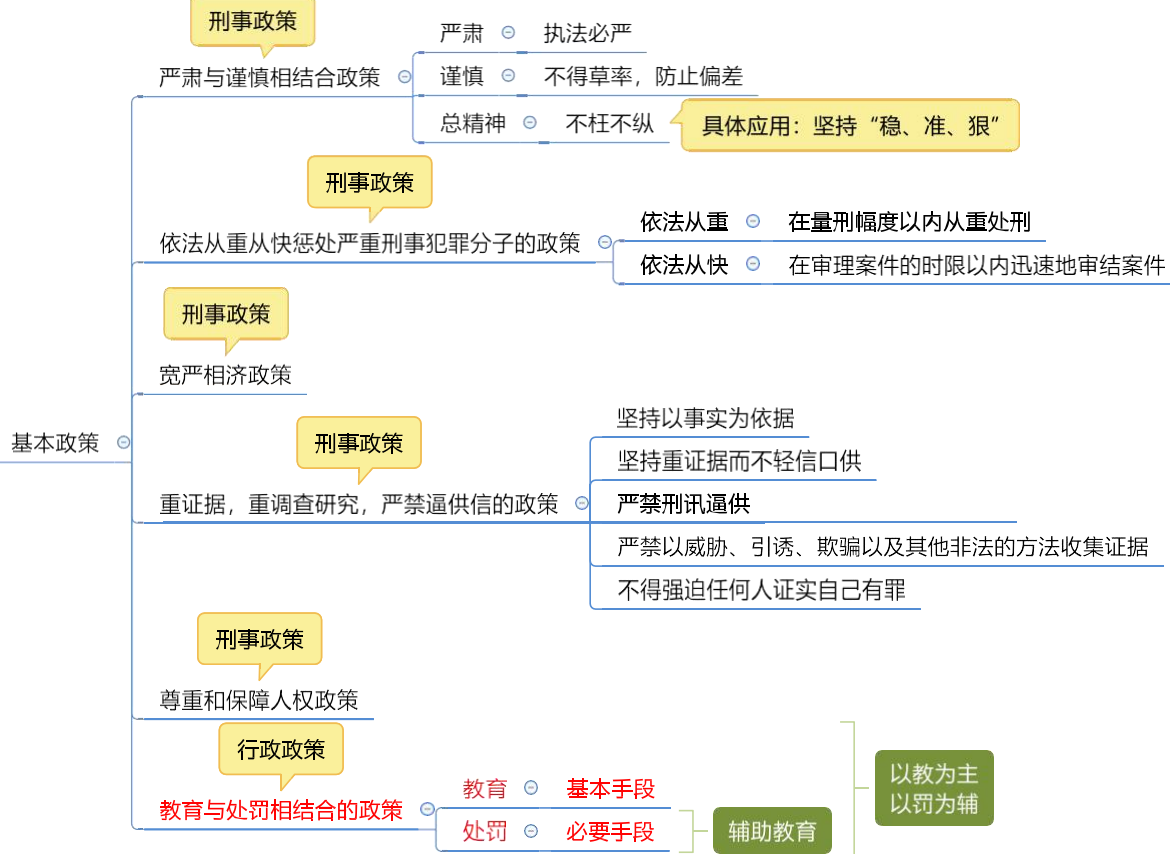 刑事政策
严肃与谨慎相结合政策
严肃
执法必严
谨慎
不得草率，防止偏差
总精神
不枉不纵
具体应用：坚持“稳、准、狠”
刑事政策
依法从重从快惩处严重刑事犯罪分子的政策
依法从重
在量刑幅度以内从重处刑
依法从快
在审理案件的时限以内迅速地审结案件
刑事政策
宽严相济政策
基本政策
刑事政策
重证据，重调查研究，严禁逼供信的政策
坚持以事实为依据
坚持重证据而不轻信口供
严禁刑讯逼供
严禁以威胁、引诱、欺骗以及其他非法的方法收集证据
不得强迫任何人证实自己有罪
刑事政策
尊重和保障人权政策
行政政策
教育与处罚相结合的政策
教育
基本手段
处罚
必要手段
辅助教育
以教为主
以罚为辅